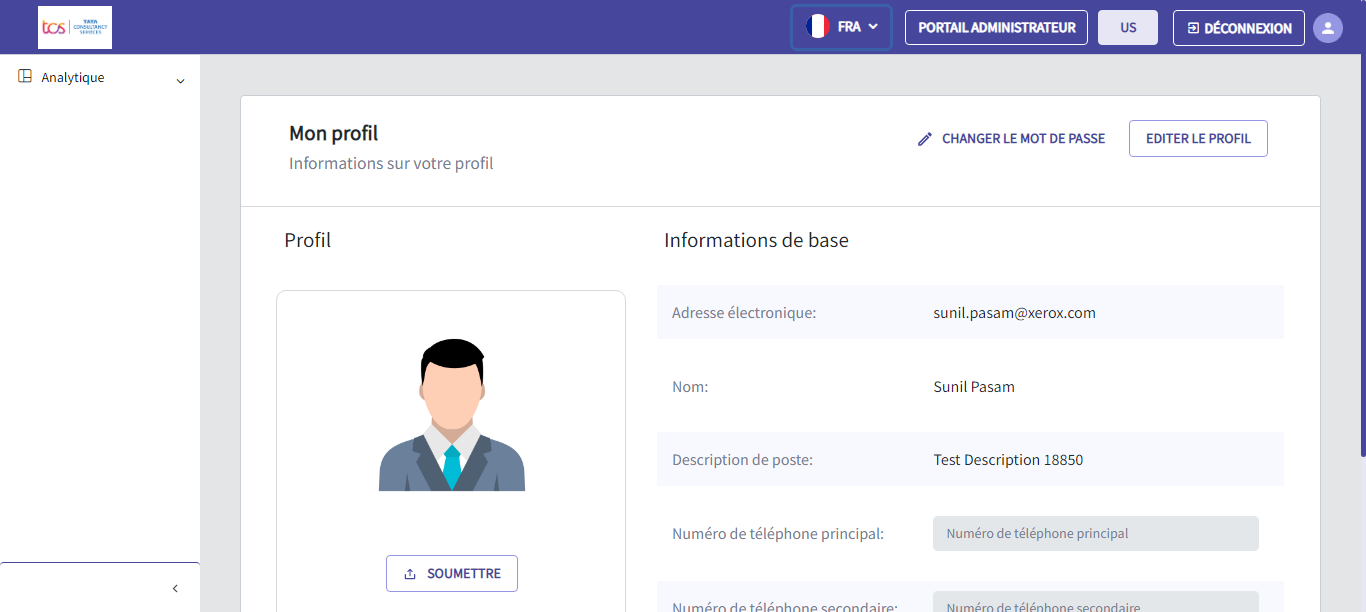 tcs TATA CONSULTANCY SERVICES
FRA
PORTAIL ADMINISTRATEUR
US
DÉCONNEXION
Analytique
Mon profil
Informations sur votre profil
CHANGER LE MOT DE PASSE
EDITER LE PROFIL
Profil
Informations de base
Adresse électronique: sunil.pasam@xerox.com
Nom: Sunil Pasam
Description de poste: Test Description 18850
Numéro de téléphone principal: Numéro de téléphone principal
SOUMETTRE
Numéro de téléphone secondaire: Numéro de téléphone secondaire